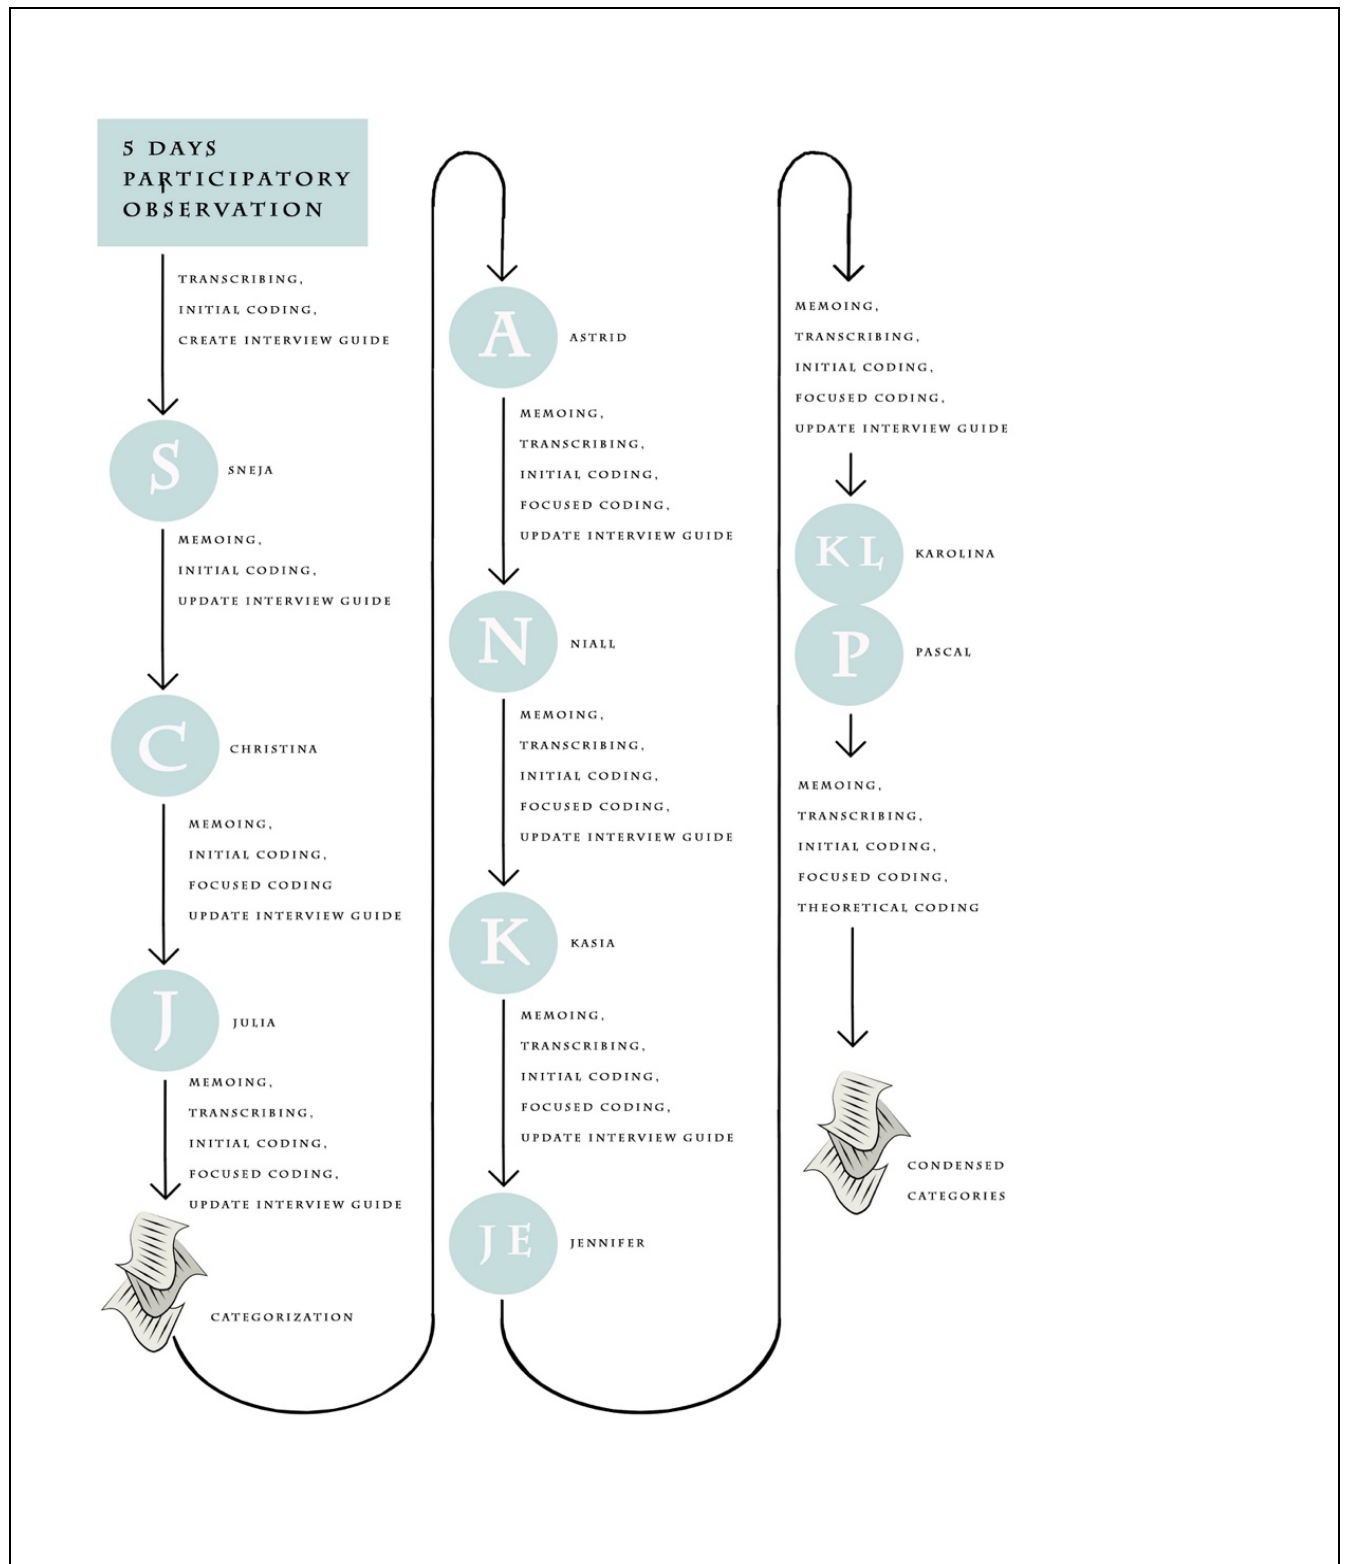 5 DAYS
PARTICIPATORY
OBSERVATION
TRANSCRIBING,
INITIAL CODING,
CREATE INTERVIEW GUIDE
S
SNEJA
MEMOING,
INITIAL CODING,
UPDATE INTERVIEW GUIDE
C
CHRISTINA
MEMOING,
INITIAL CODING,
FOCUSED CODING
UPDATE INTERVIEW GUIDE
J
JULIA
MEMOING,
TRANSCRIBING,
INITIAL CODING,
FOCUSED CODING,
UPDATE INTERVIEW GUIDE
CATEGORIZATION
A
ASTRID
MEMOING,
TRANSCRIBING,
INITIAL CODING,
FOCUSED CODING,
UPDATE INTERVIEW GUIDE
N
NIALL
MEMOING,
TRANSCRIBING,
INITIAL CODING,
FOCUSED CODING,
UPDATE INTERVIEW GUIDE
K
KASIA
MEMOING,
TRANSCRIBING,
INITIAL CODING,
FOCUSED CODING,
UPDATE INTERVIEW GUIDE
JE
JENNIFER
MEMOING,
TRANSCRIBING,
INITIAL CODING,
FOCUSED CODING,
UPDATE INTERVIEW GUIDE
KL
KAROLINA
P
PASCAL
MEMOING,
TRANSCRIBING,
INITIAL CODING,
FOCUSED CODING,
THEORETICAL CODING
CONDENSED
CATEGORIES